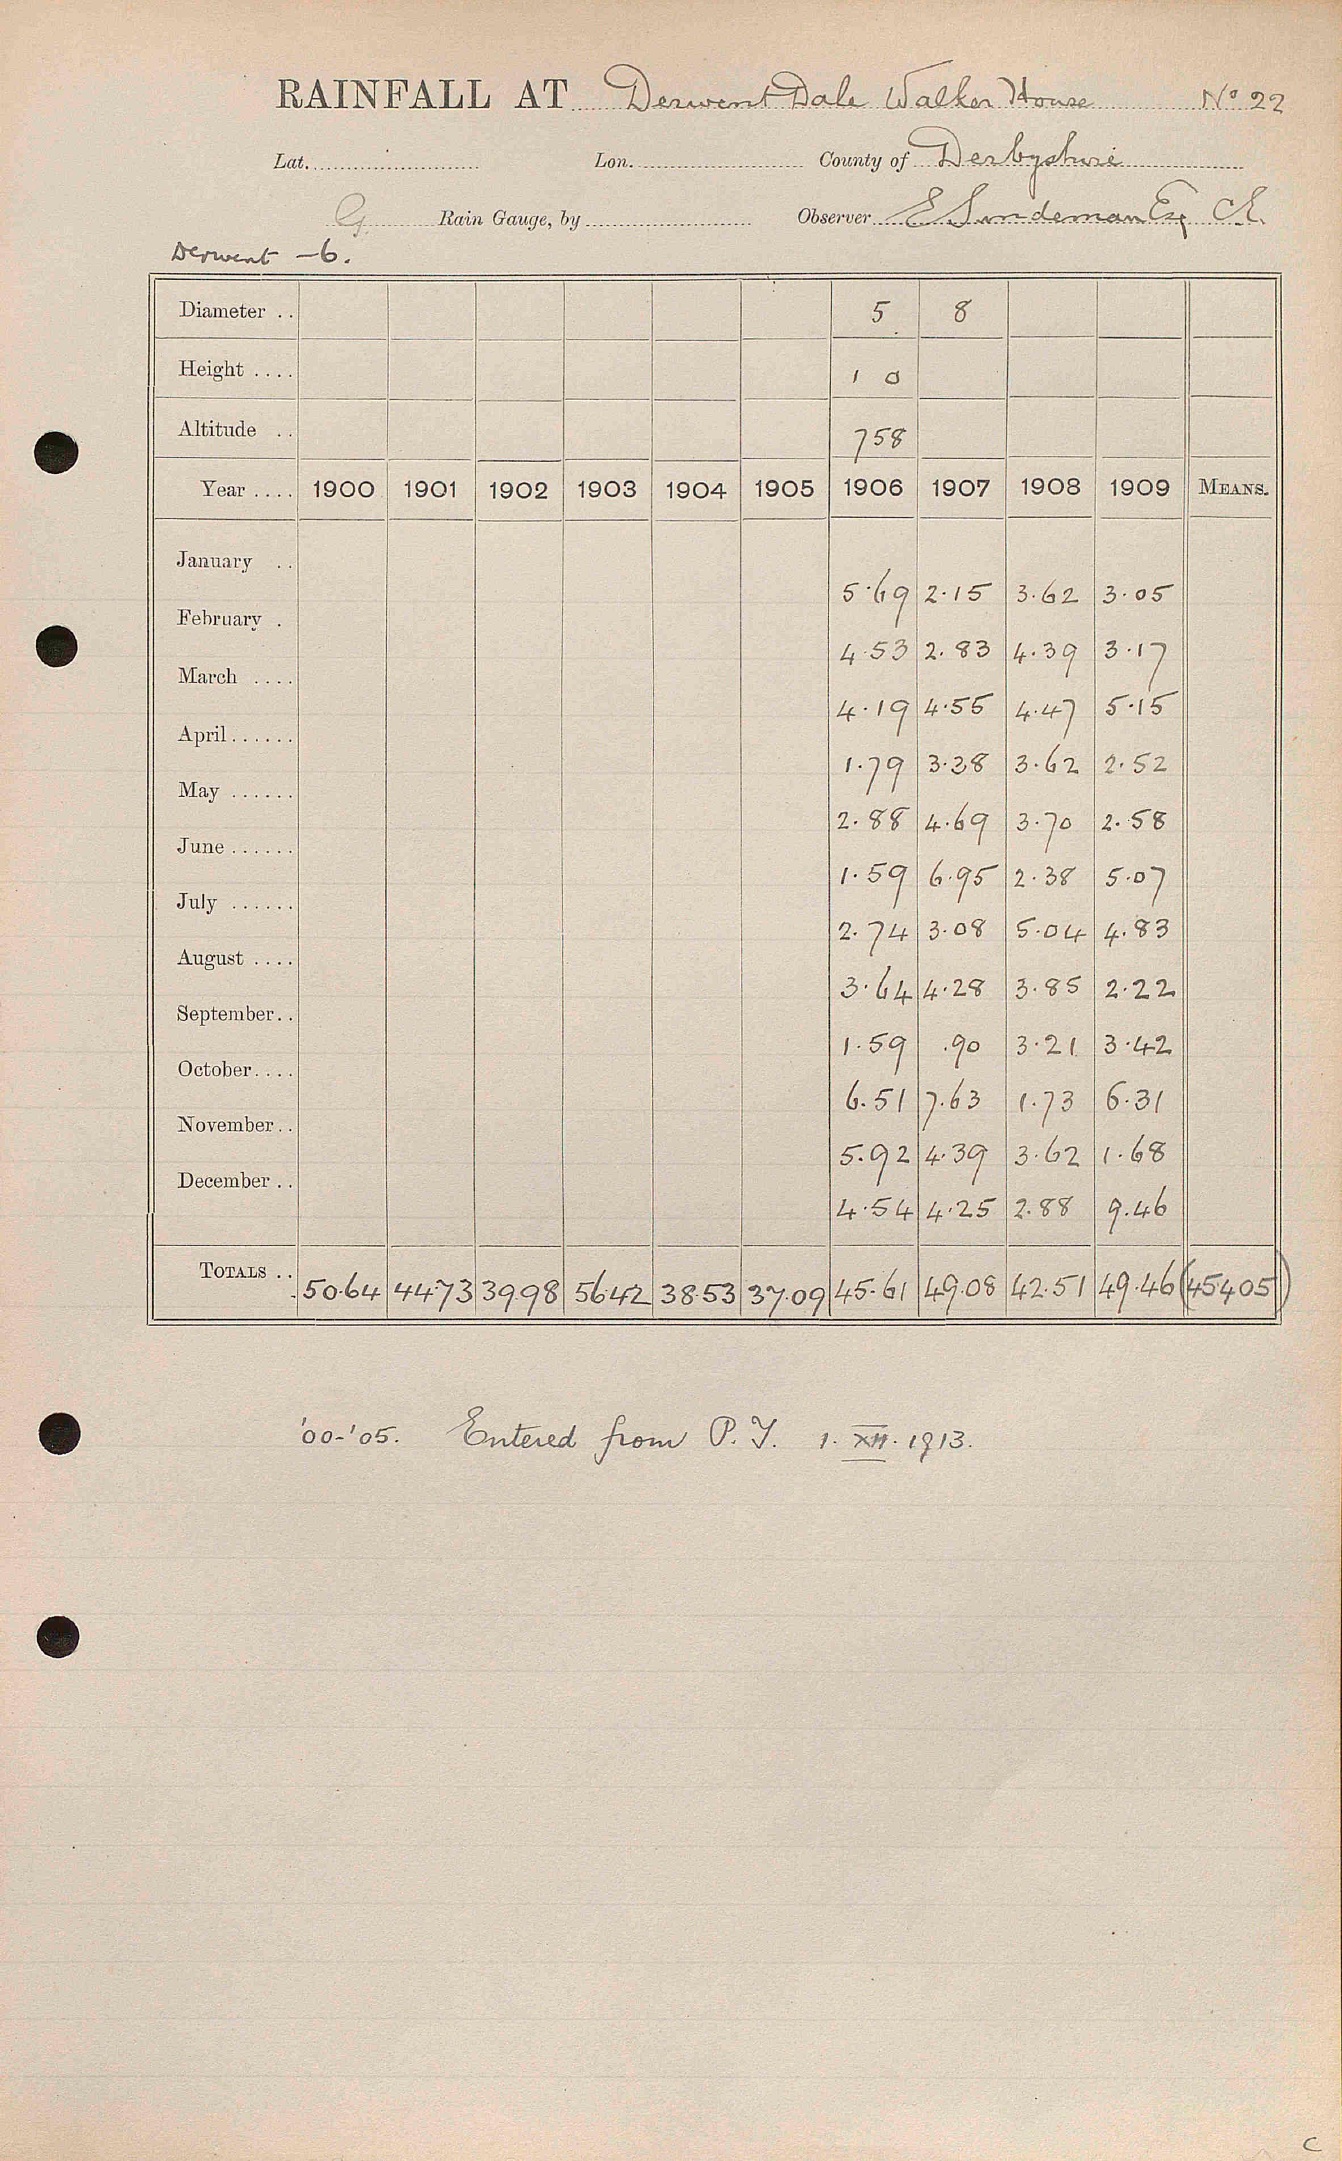 RAINFALL AT Derwent Dale Walker House No 22
Lat. Lon. County of Derbyshire
G. Rain Gauge, by Observer E Sandeman Esq C.E.
Derwent -6.
Diameter .. 5 8
Height .... 1 0
Altitude .. 758
Year .... 1900 1901 1902 1903 1904 1905 1906 1907 1908 1909 MEANS.
January .. 5.69 2.15 3.62 3.05
February . 4.53 2.83 4.39 3.17
March .... 4.19 4.55 4.47 5.15
April...... 1.79 3.38 3.62 2.52
May ...... 2.88 4.69 3.70 2.58
June ...... 1.59 6.95 2.38 5.07
July ...... 2.74 3.08 5.04 4.83
August .... 3.64 4.28 3.85 2.22
September.. 1.59 .90 3.21 3.42
October.... 6.51 7.63 1.73 6.31
November.. 5.92 4.39 3.62 1.68
December .. 4.54 4.25 2.88 9.46
TOTALS .. 50.64 44.73 39.98 56.42 38.53 37.09 45.61 49.08 42.51 49.46 (45405)
'00-'05. Entered from P.Y. 1. XII. 1913.
C